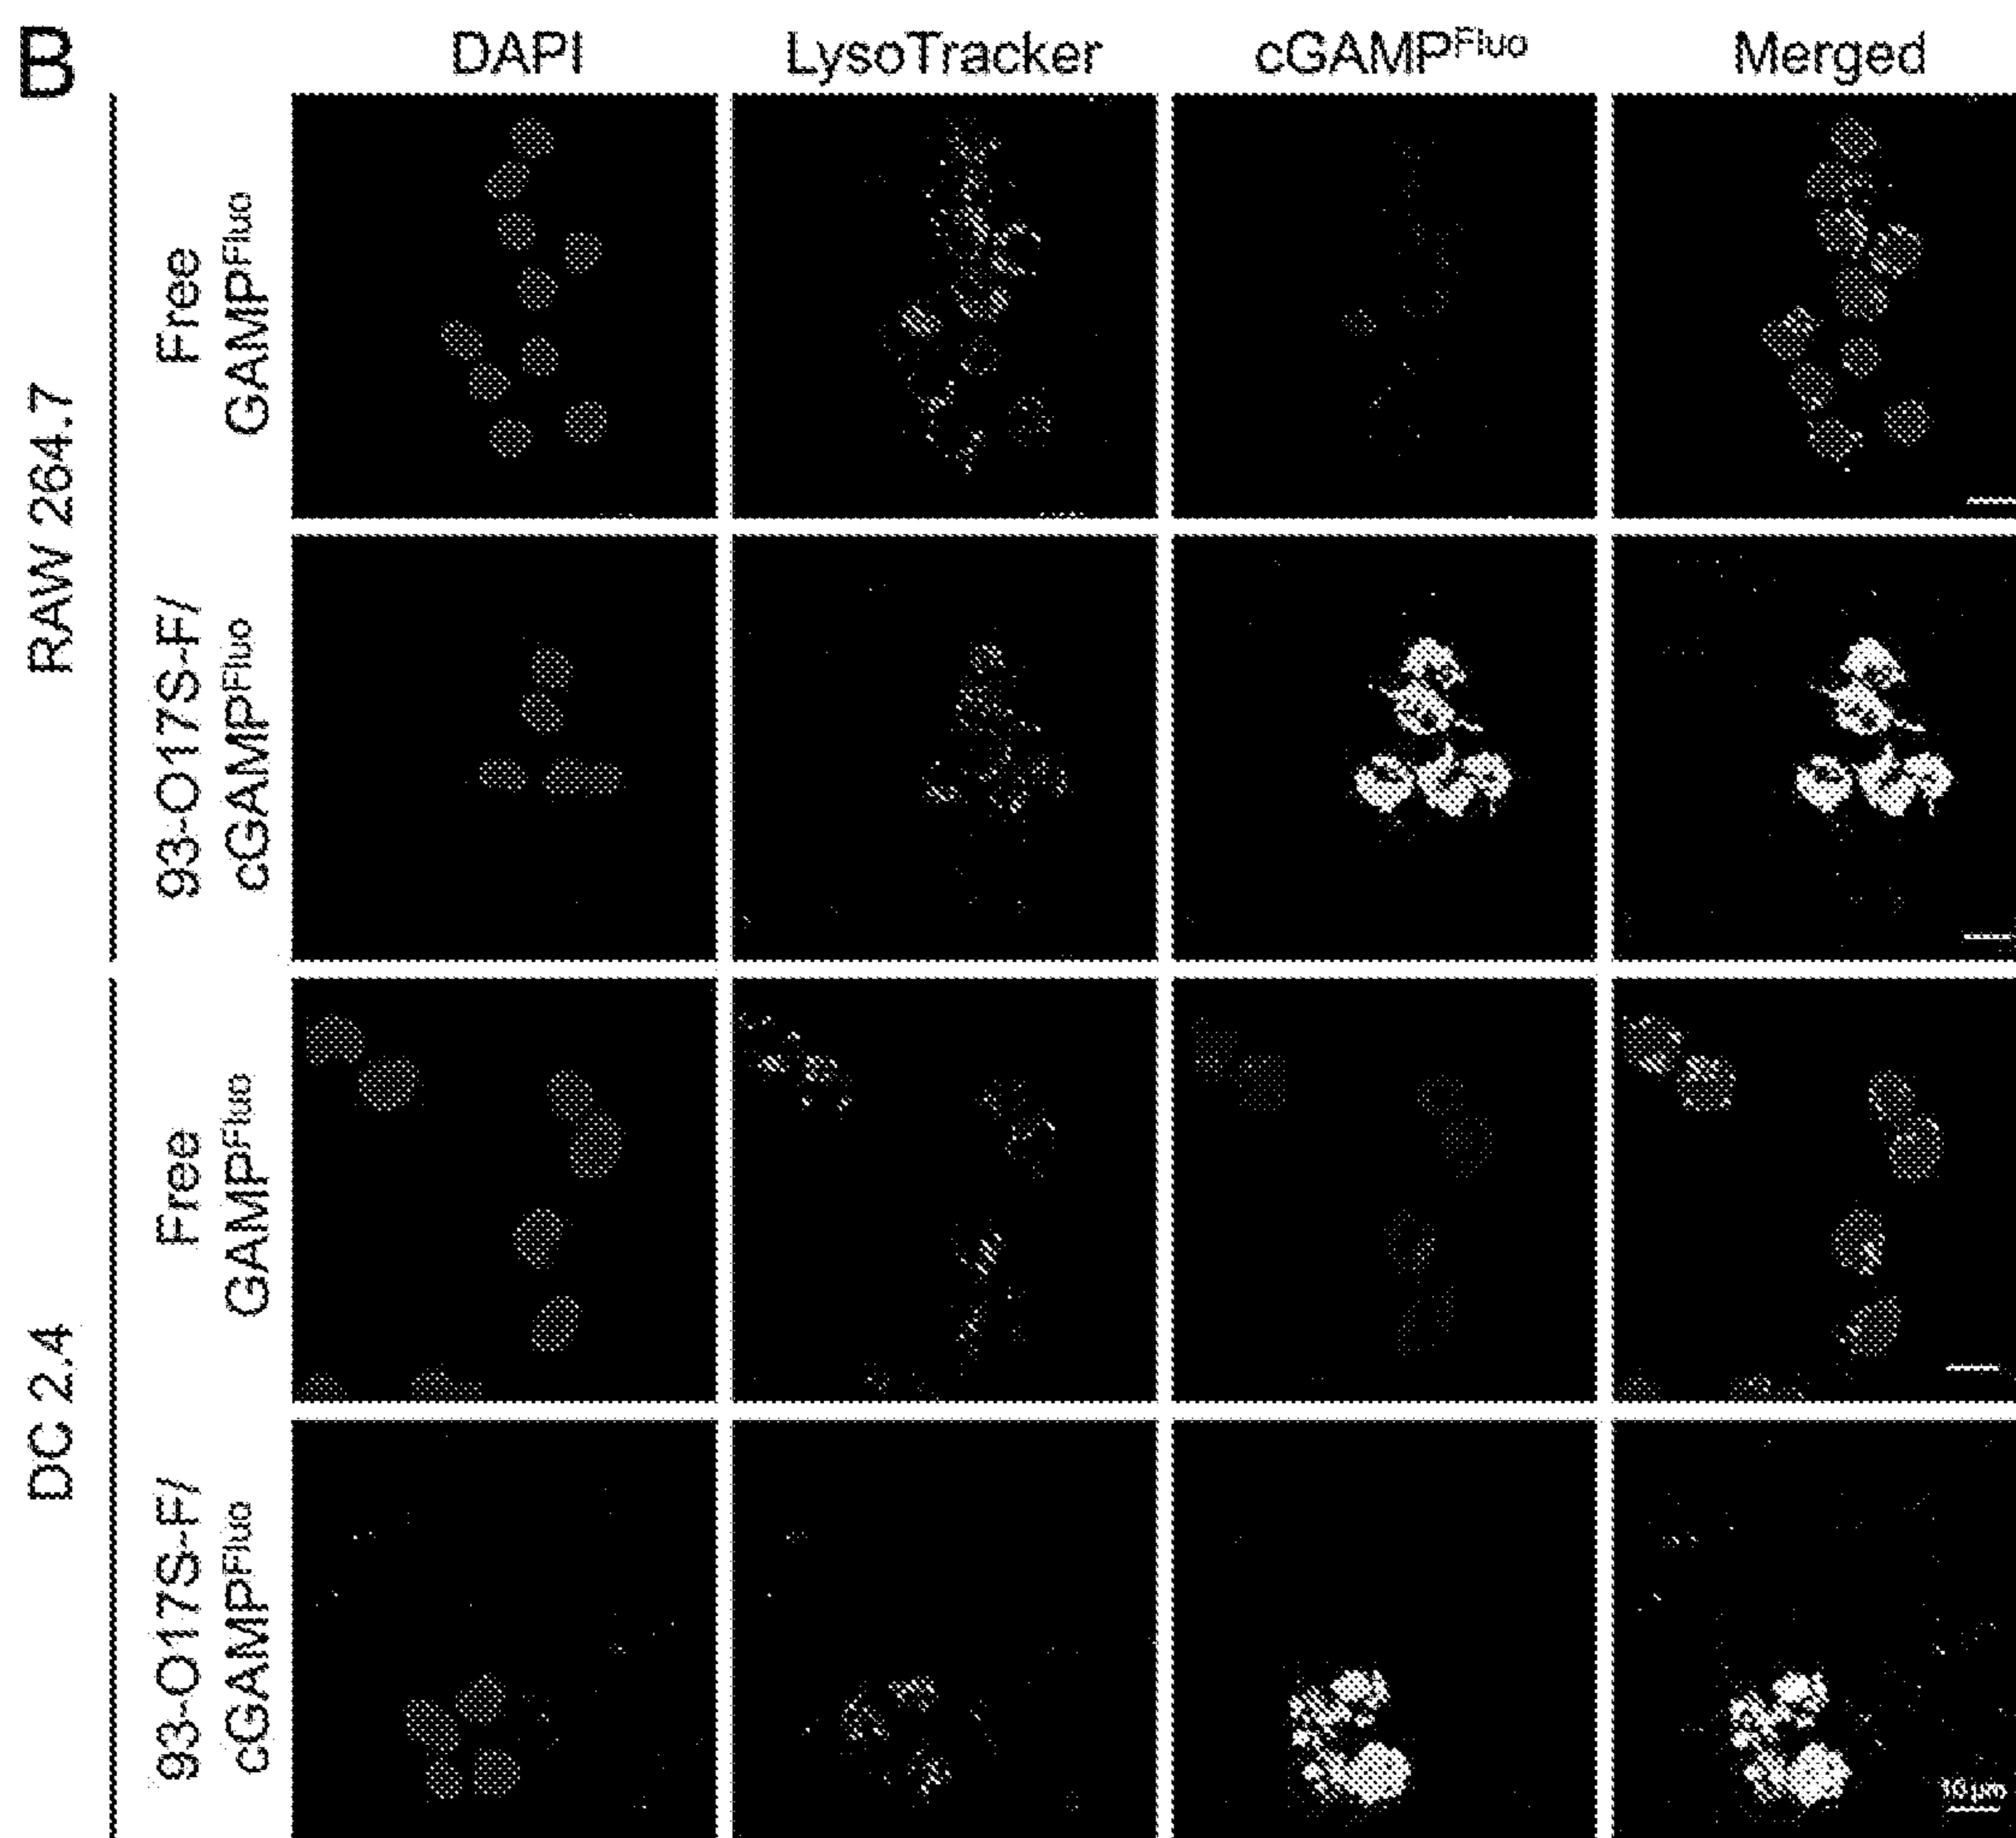 B
DAPI LysoTracker cGAMPFluo Merged
RAW 264.7
Free
GAMPFluo
93-O17S-F/
cGAMPFluo
DC 2.4
Free
GAMPFluo
93-O17S-F/
cGAMPFluo
10 µm